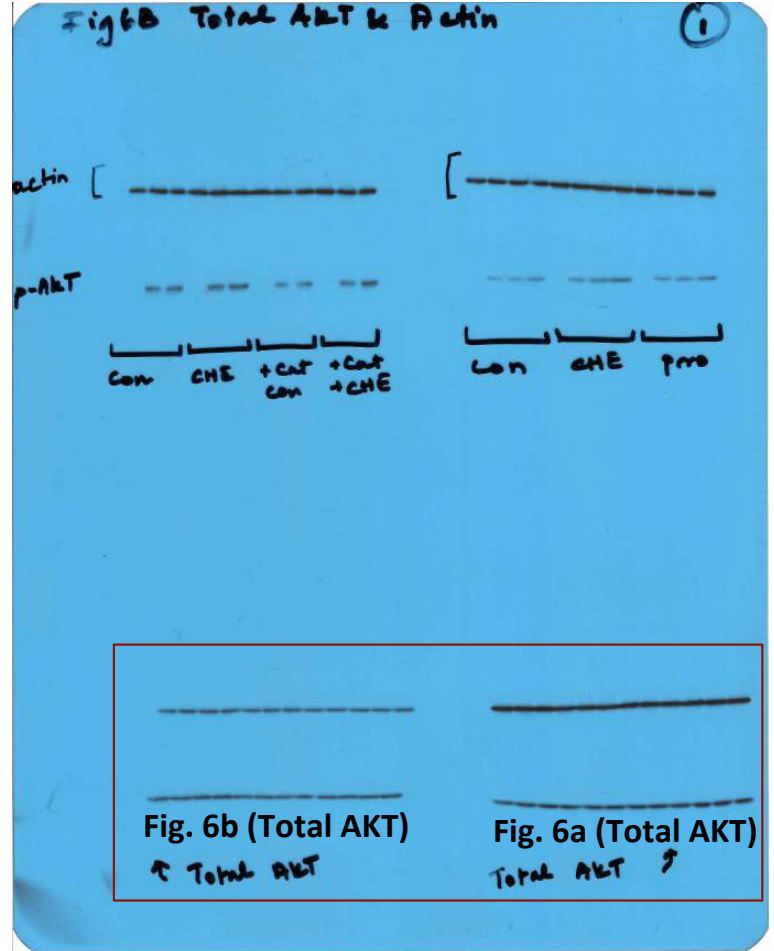 Fig 6B Total AKT & Actin 1
actin [ [
p-AKT
Con CHE +Cat +Cat Con CHE pro
con +CHE
Fig. 6b (Total AKT) Fig. 6a (Total AKT)
↑ Total AKT Total AKT ↑